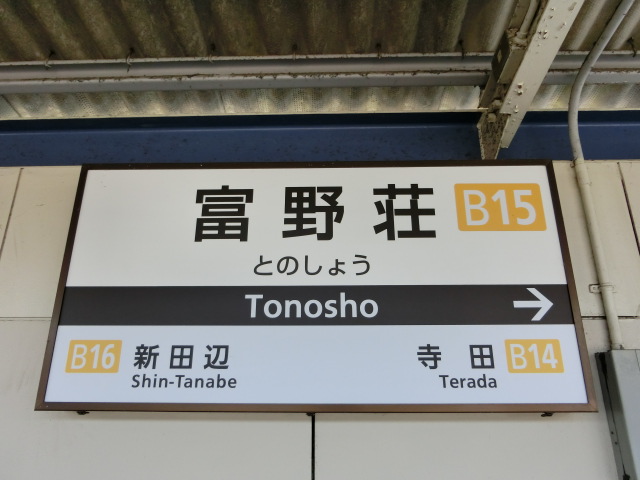 富野荘 B15
とのしょう
Tonosho →
B16 新田辺 寺田 B14
Shin-Tanabe Terada